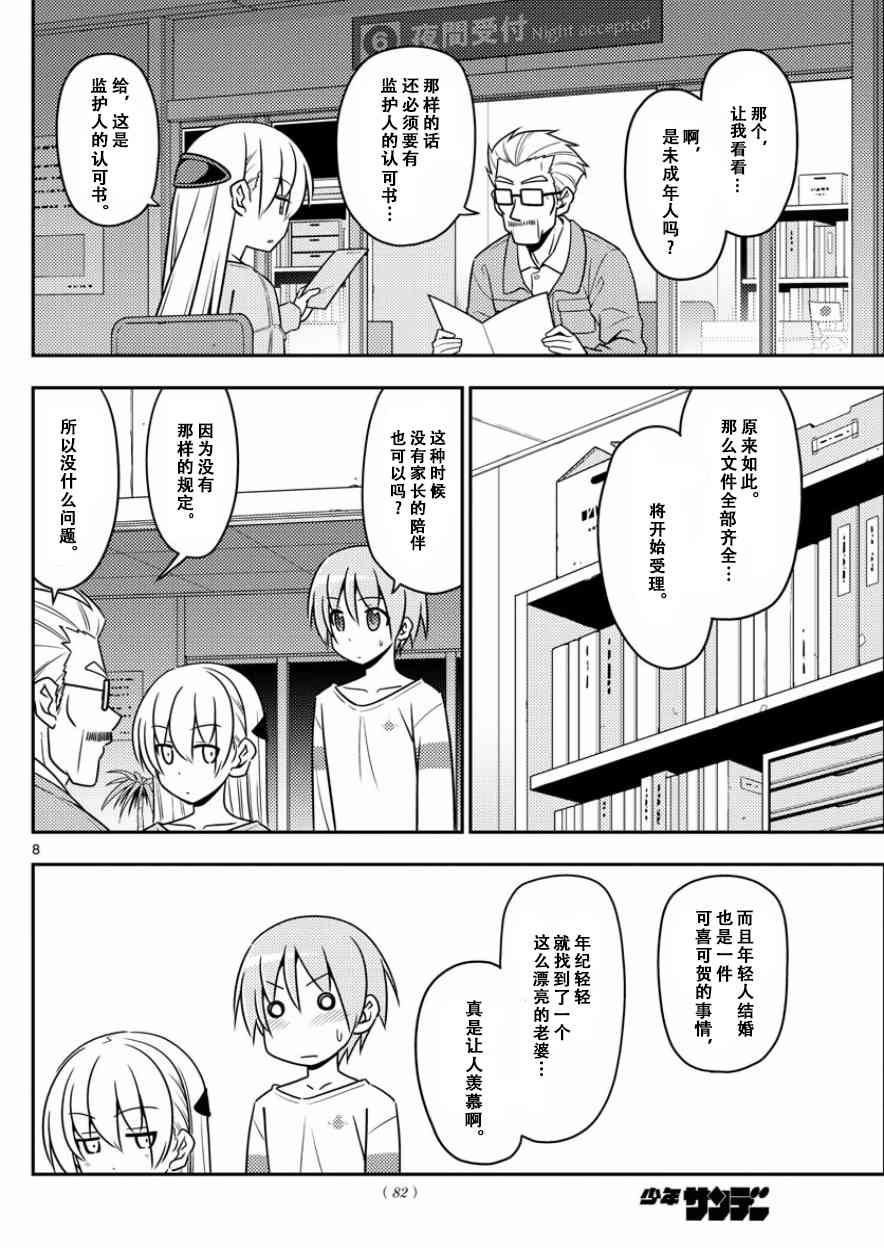 6 夜間受付 Night accepted
那个，
让我看看…
啊，
是未成年人吗？
那样的话
还必须要有
监护人的认可书…
给，这是
监护人的认可书。
原来如此。
那么文件全部齐全…
将开始受理。
这种时候
没有家长的陪伴
也可以吗？
因为没有
那样的规定。
所以没什么问题。
8
而且年轻人结婚
也是一件
可喜可贺的事情，
年纪轻轻
就找到了一个
这么漂亮的老婆…
真是让人羡慕啊。
（82）
少年サンデー